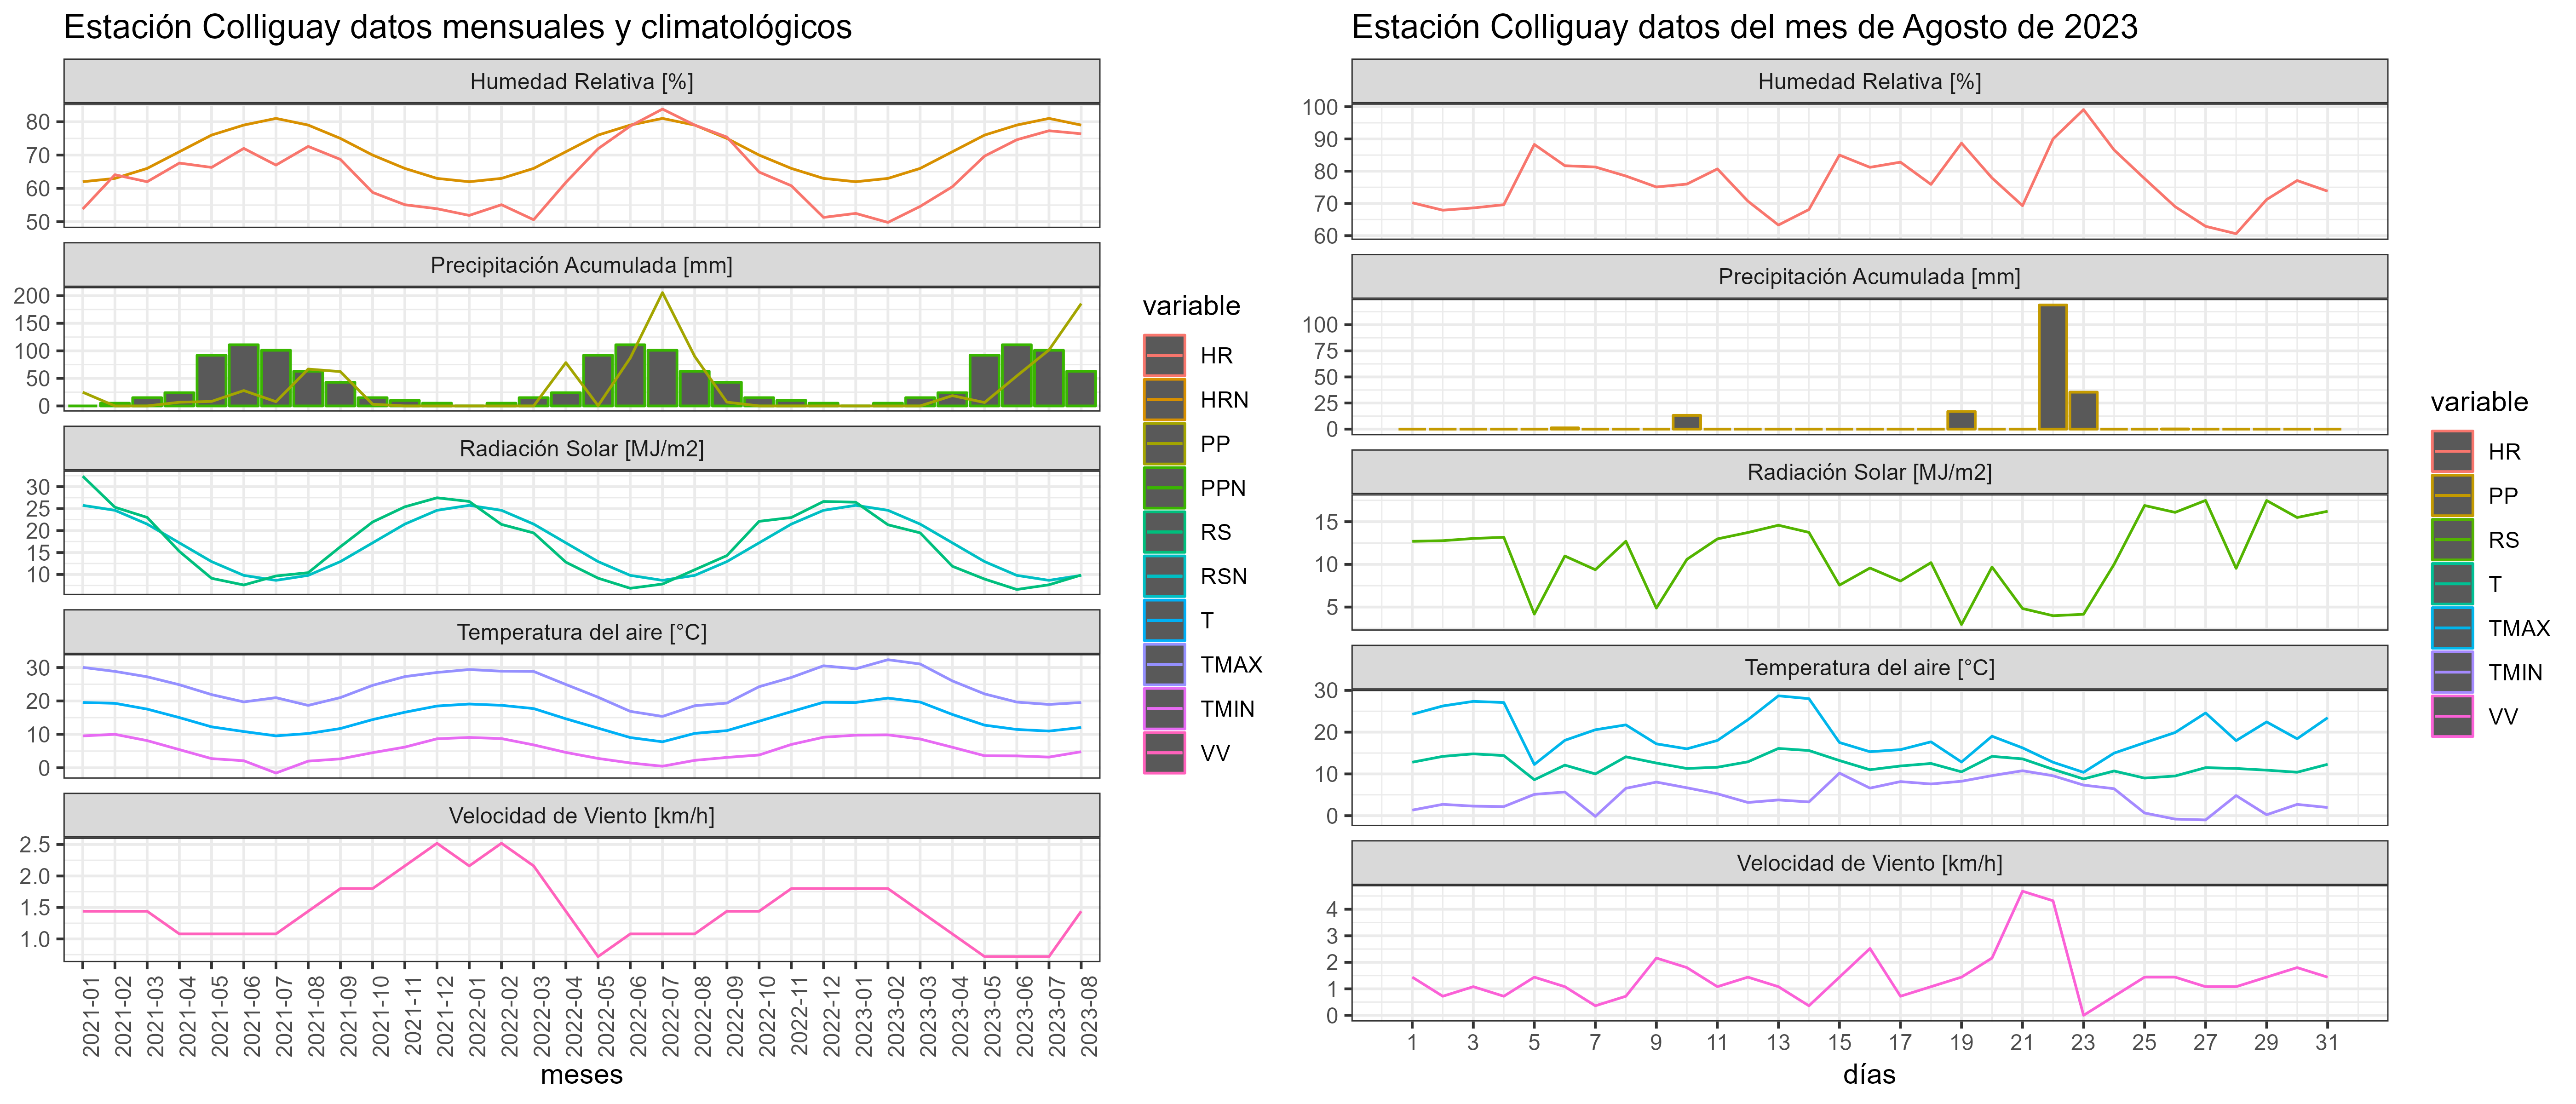 Estación Colliguay datos mensuales y climatológicos
Humedad Relativa [%]
80
70
60
50
Precipitación Acumulada [mm]
200
150
100
50
0
Radiación Solar [MJ/m2]
30
25
20
15
10
Temperatura del aire [°C]
30
20
10
0
Velocidad de Viento [km/h]
2.5
2.0
1.5
1.0
2021-01
2021-02
2021-03
2021-04
2021-05
2021-06
2021-07
2021-08
2021-09
2021-10
2021-11
2021-12
2022-01
2022-02
2022-03
2022-04
2022-05
2022-06
2022-07
2022-08
2022-09
2022-10
2022-11
2022-12
2023-01
2023-02
2023-03
2023-04
2023-05
2023-06
2023-07
2023-08
meses
variable
HR
HRN
PP
PPN
RS
RSN
T
TMAX
TMIN
VV
Estación Colliguay datos del mes de Agosto de 2023
Humedad Relativa [%]
100
90
80
70
60
Precipitación Acumulada [mm]
100
75
50
25
0
Radiación Solar [MJ/m2]
15
10
5
Temperatura del aire [°C]
30
20
10
0
Velocidad de Viento [km/h]
4
3
2
1
0
1 3 5 7 9 11 13 15 17 19 21 23 25 27 29 31
días
variable
HR
PP
RS
T
TMAX
TMIN
VV